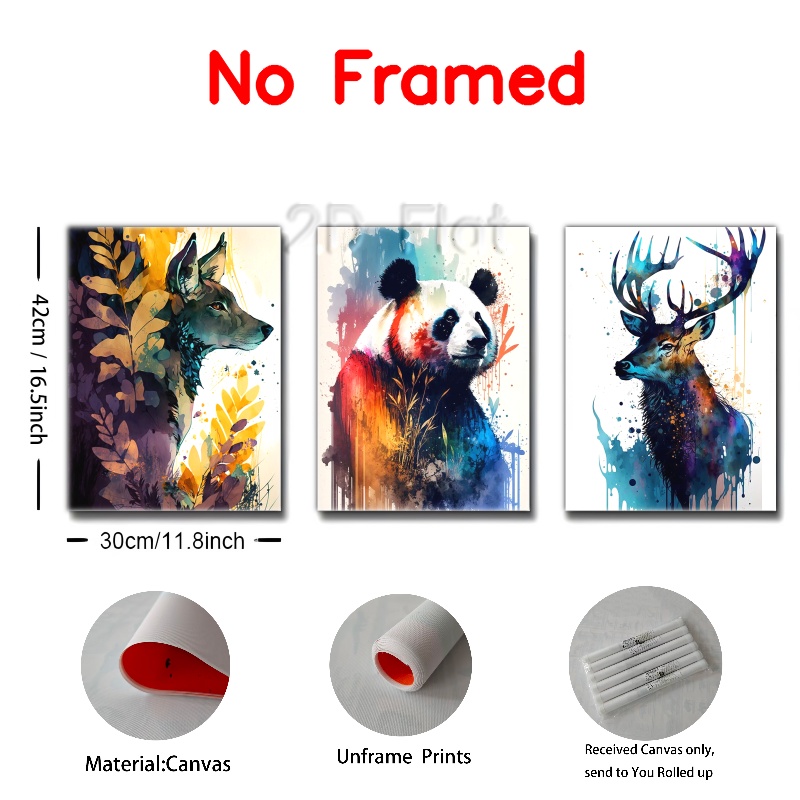 No Framed
2D Flat
42cm / 16.5inch
30cm/11.8inch
Material:Canvas
Unframe Prints
Received Canvas only,
send to You Rolled up